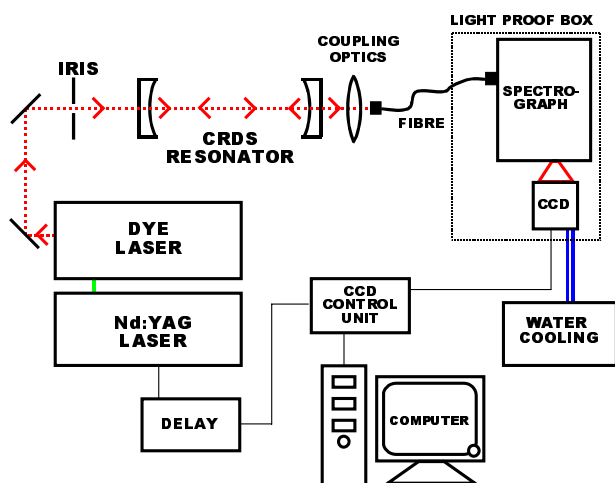 LIGHT PROOF BOX
COUPLING
OPTICS
IRIS
SPECTRO-
GRAPH
FIBRE
CRDS
RESONATOR
CCD
DYE
LASER
CCD
CONTROL
UNIT
Nd:YAG
LASER
WATER
COOLING
DELAY
COMPUTER